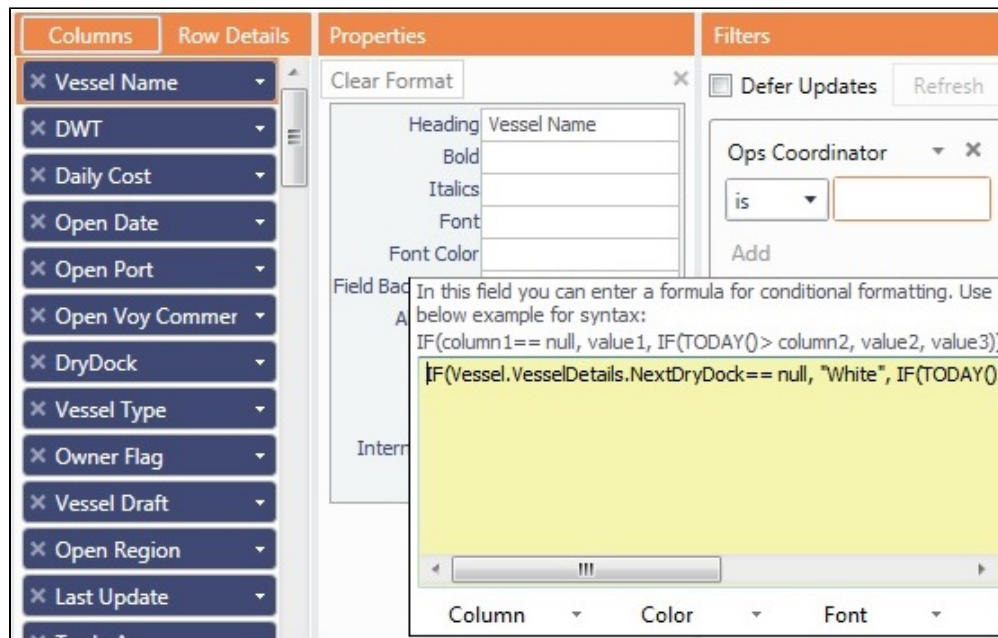 Columns
Row Details
Vessel Name
DWT
Daily Cost
Open Date
Open Port
Open Voy Commer
DryDock
Vessel Type
Owner Flag
Vessel Draft
Open Region
Last Update
Properties
Clear Format
Heading Vessel Name
Bold
Italics
Font
Font Color
Field Bac
A
Intern
In this field you can enter a formula for conditional formatting. Use
below example for syntax:
IF(column1== null, value1, IF(TODAY()> column2, value2, value3))
IF(Vessel.VesselDetails.NextDryDock== null, "White", IF(TODAY()
Column Color Font
Filters
Defer Updates Refresh
Ops Coordinator
is
Add